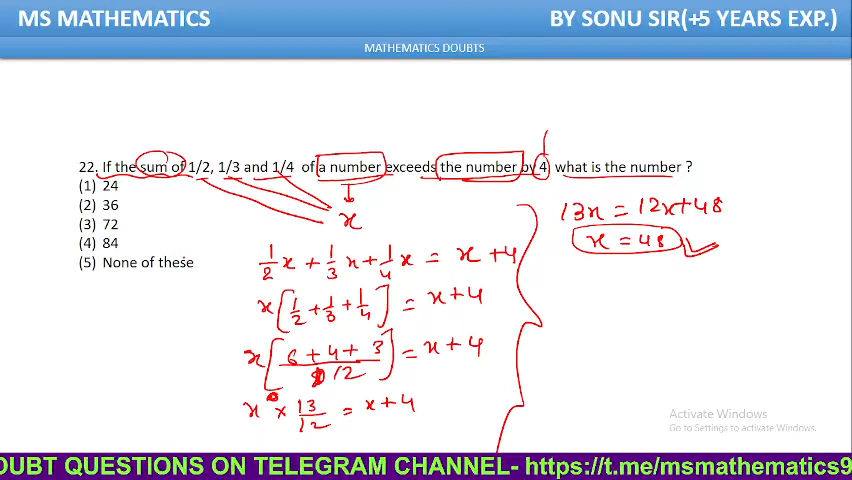 MS MATHEMATICS
BY SONU SIR(+5 YEARS EXP.)
MATHEMATICS DOUBTS
22. If the sum of 1/2, 1/3 and 1/4 of a number exceeds the number by 4 what is the number ?
(1) 24
(2) 36
(3) 72
(4) 84
(5) None of these
x
1/2 x + 1/3 x + 1/4 x = x + 4
x [1/2 + 1/3 + 1/4] = x + 4
x [6 + 4 + 3 / 12] = x + 4
x × 13/12 = x + 4
13x = 12x + 48
x = 48
Activate Windows
Go to Settings to activate Windows.
OUBT QUESTIONS ON TELEGRAM CHANNEL- https://t.me/msmathematics9